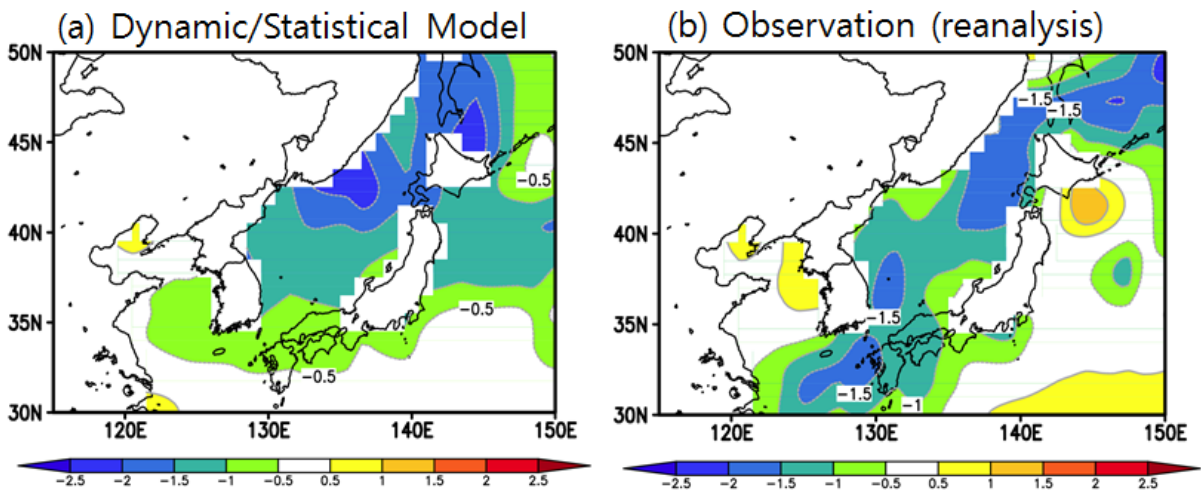 (a) Dynamic/Statistical Model
(b) Observation (reanalysis)
50N
45N
40N
35N
30N
120E
130E
140E
150E
-0.5
-0.5
-0.5
-2.5 -2 -1.5 -1 -0.5 0.5 1 1.5 2 2.5
50N
45N
40N
35N
30N
120E
130E
140E
150E
-1.5
-1.5
-1.5
-1.5
-1
-2.5 -2 -1.5 -1 -0.5 0.5 1 1.5 2 2.5